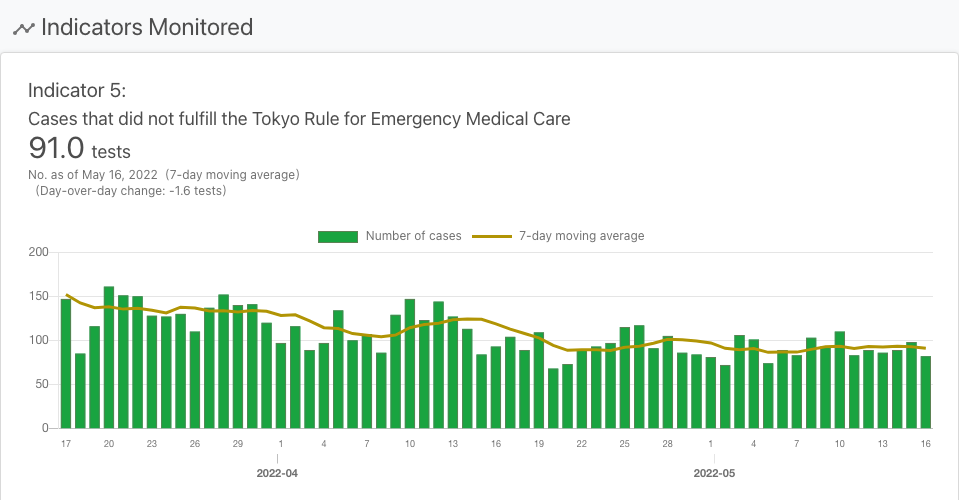 Indicators Monitored
Indicator 5:
Cases that did not fulfill the Tokyo Rule for Emergency Medical Care
91.0 tests
No. as of May 16, 2022 (7-day moving average)
(Day-over-day change: -1.6 tests)
Number of cases 7-day moving average
200
150
100
50
0
17 20 23 26 29 1 4 7 10 13 16 19 22 25 28 1 4 7 10 13 16
2022-04 2022-05